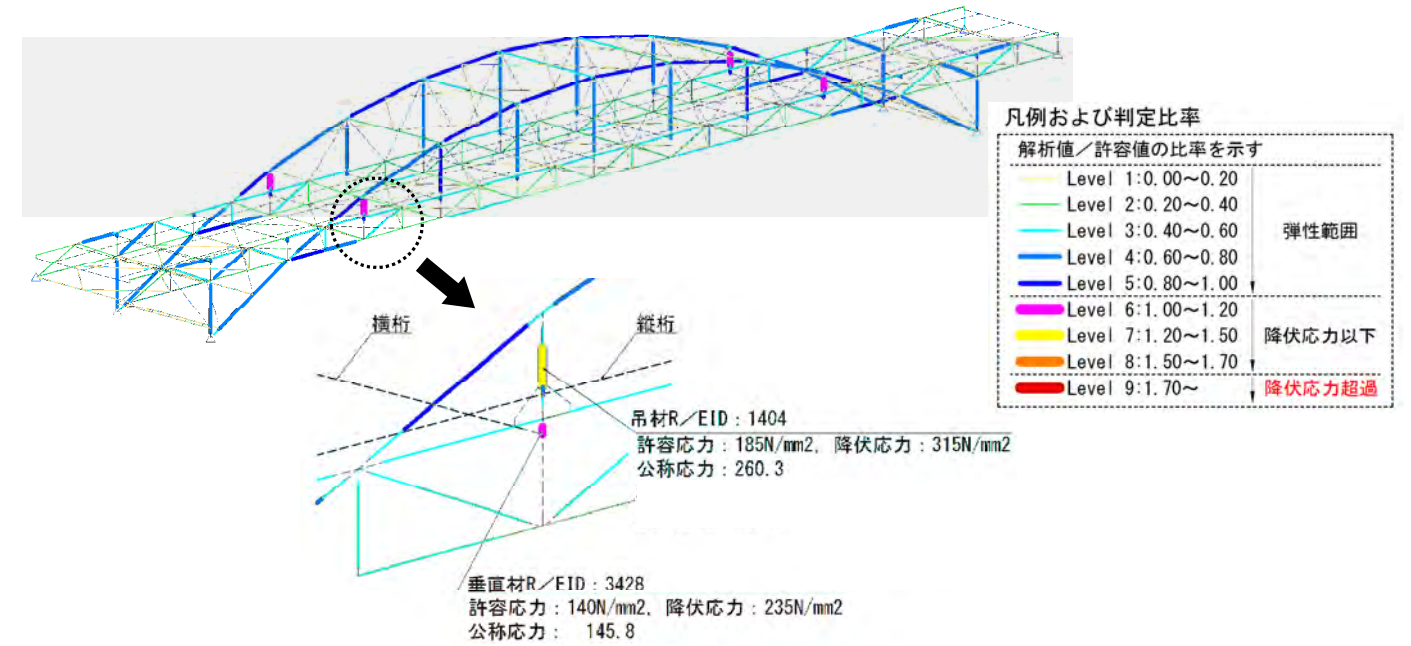 凡例および判定比率
解析値／許容値の比率を示す
Level 1:0.00～0.20
Level 2:0.20～0.40
Level 3:0.40～0.60
弾性範囲
Level 4:0.60～0.80
Level 5:0.80～1.00
Level 6:1.00～1.20
Level 7:1.20～1.50
降伏応力以下
Level 8:1.50～1.70
Level 9:1.70～
降伏応力超過
横桁
縦桁
吊材R／EID：1404
許容応力：185N/mm2, 降伏応力：315N/mm2
公称応力：260.3
垂直材R／EID：3428
許容応力：140N/mm2, 降伏応力：235N/mm2
公称応力： 145.8